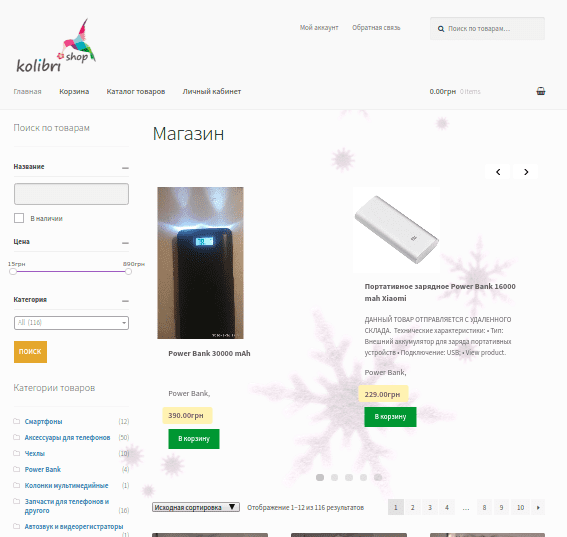 Мой аккаунт
Обратная связь
Поиск по товарам…
kolibri shop
Главная
Корзина
Каталог товаров
Личный кабинет
0.00грн
0 items
Поиск по товарам
Название
В наличии
Цена
15грн
890грн
Категория
All (116)
ПОИСК
Категории товаров
Смартфоны (12)
Аксессуары для телефонов (50)
Чехлы (18)
Power Bank (4)
Колонки мультимедийные (1)
Запчасти для телефонов и
другого (16)
Автозвук и видеорегистраторы
(1)
Магазин
Power Bank 30000 mAh
Power Bank,
390.00грн
В корзину
Портативное зарядное Power Bank 16000
mah Xiaomi
ДАННЫЙ ТОВАР ОТПРАВЛЯЕТСЯ С УДАЛЕННОГО
СКЛАДА. Технические характеристики: • Тип:
Внешний аккумулятор для заряда портативных
устройств • Подключение: USB; • View product.
Power Bank,
229.00грн
В корзину
Исходная сортировка
Отображение 1–12 из 116 результатов
1 2 3 4 … 8 9 10